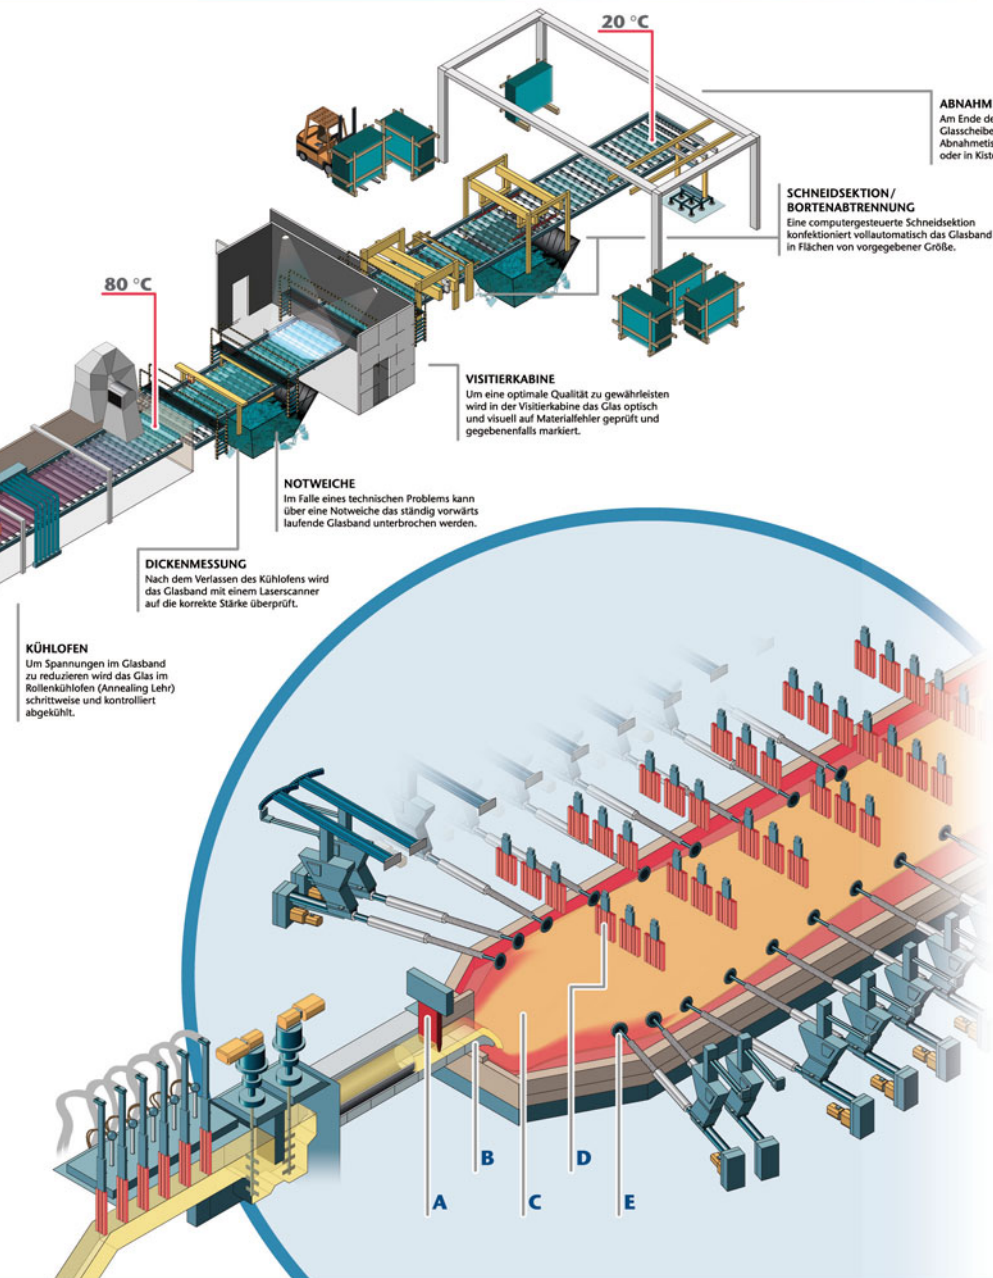 20 °C
ABNAHM
Am Ende de
Glasscheibe
Abnahmetis
oder in Kiste
SCHNEIDSEKTION/
BORTENABTRENNUNG
Eine computergesteuerte Schneidsektion
konfektioniert vollautomatisch das Glasband
in Flächen von vorgegebener Größe.
80 °C
VISITIERKABINE
Um eine optimale Qualität zu gewährleisten
wird in der Visitierkabine das Glas optisch
und visuell auf Materialfehler geprüft und
gegebenenfalls markiert.
NOTWEICHE
Im Falle eines technischen Problems kann
über eine Notweiche das ständig vorwärts
laufende Glasband unterbrochen werden.
DICKENMESSUNG
Nach dem Verlassen des Kühlofens wird
das Glasband mit einem Laserscanner
auf die korrekte Stärke überprüft.
KÜHLOFEN
Um Spannungen im Glasband
zu reduzieren wird das Glas im
Rollenkühlofen (Annealing Lehr)
schrittweise und kontrolliert
abgekühlt.
A
B
C
D
E